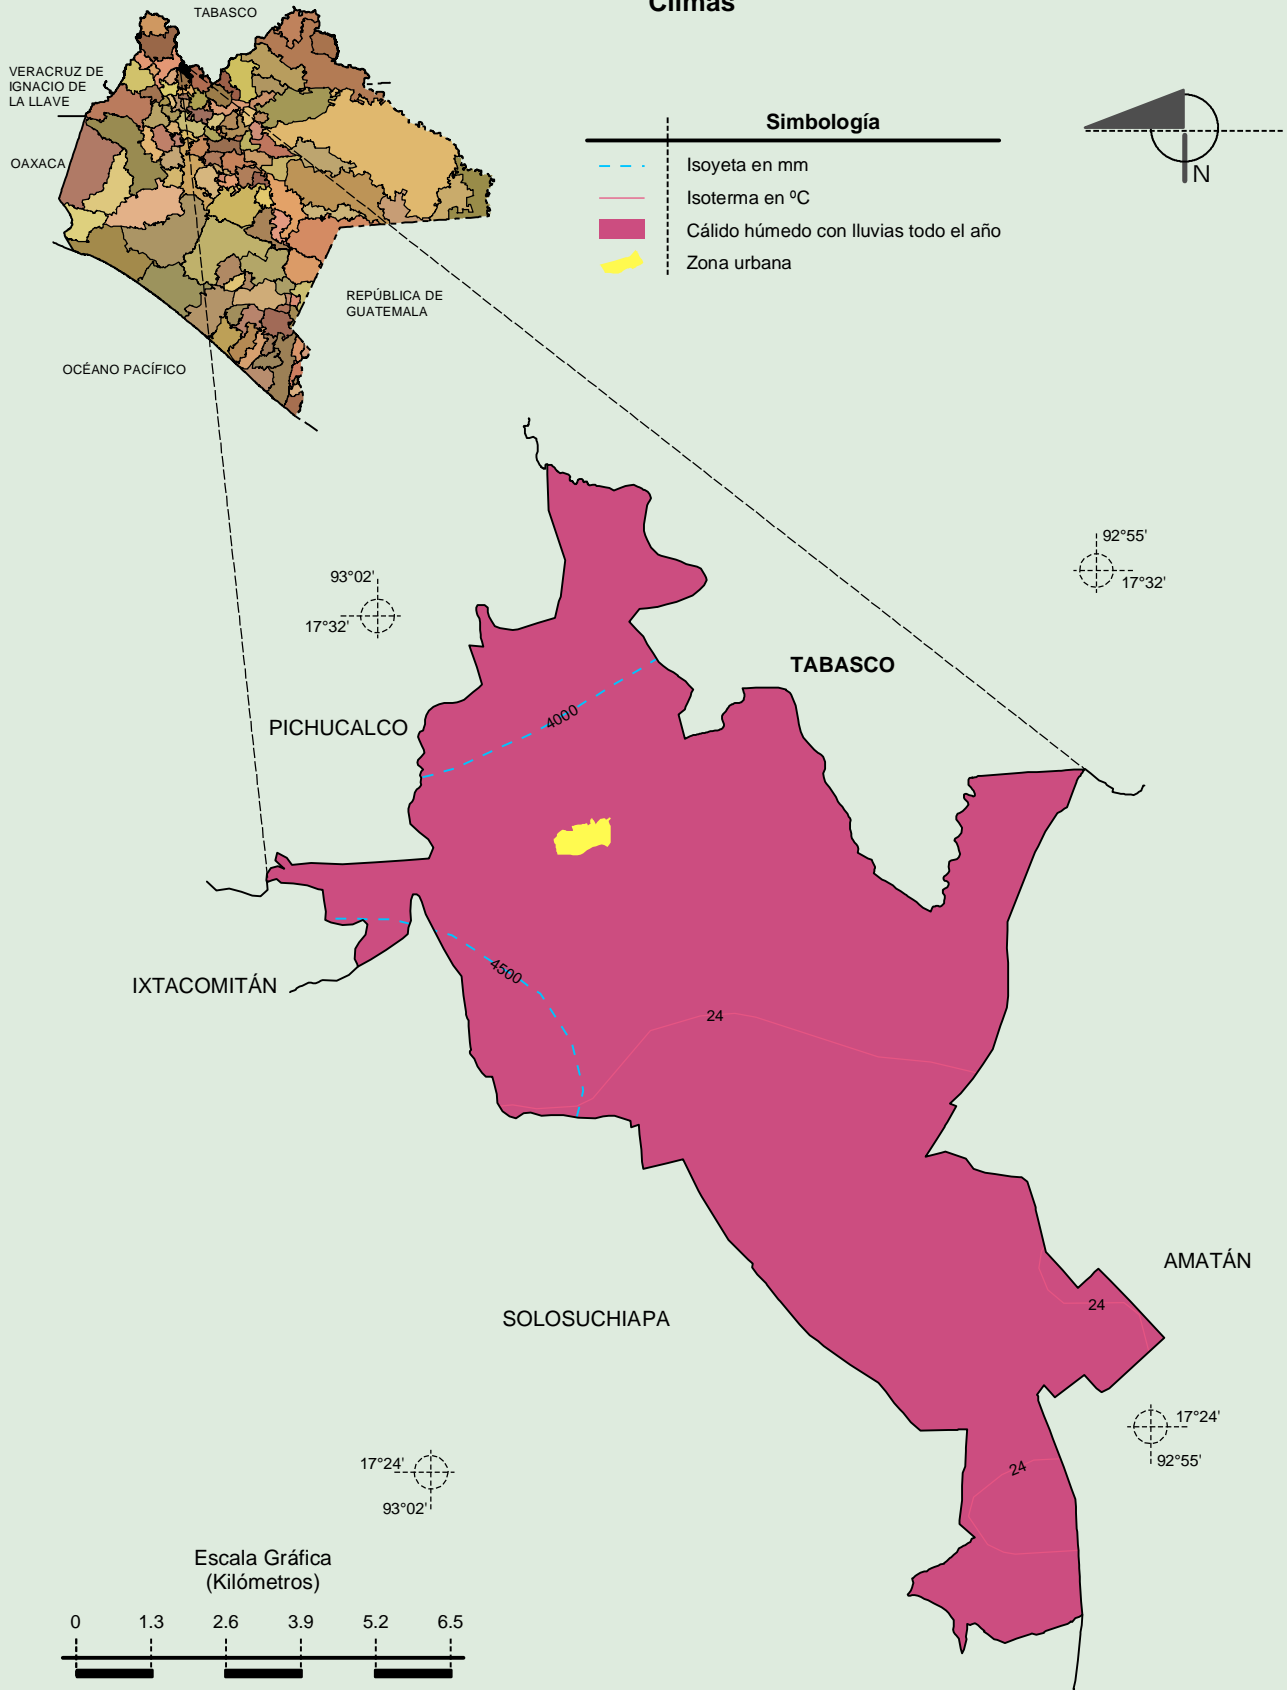 Climas
TABASCO
VERACRUZ DE
IGNACIO DE
LA LLAVE
OAXACA
REPÚBLICA DE
GUATEMALA
OCÉANO PACÍFICO
Simbología
Isoyeta en mm
Isoterma en ºC
Cálido húmedo con lluvias todo el año
Zona urbana
N
92°55'
17°32'
93°02'
17°32'
TABASCO
4000
PICHUCALCO
4500
IXTACOMITÁN
24
AMATÁN
24
SOLOSUCHIAPA
17°24'
92°55'
24
17°24'
93°02'
Escala Gráfica
(Kilómetros)
0 1.3 2.6 3.9 5.2 6.5